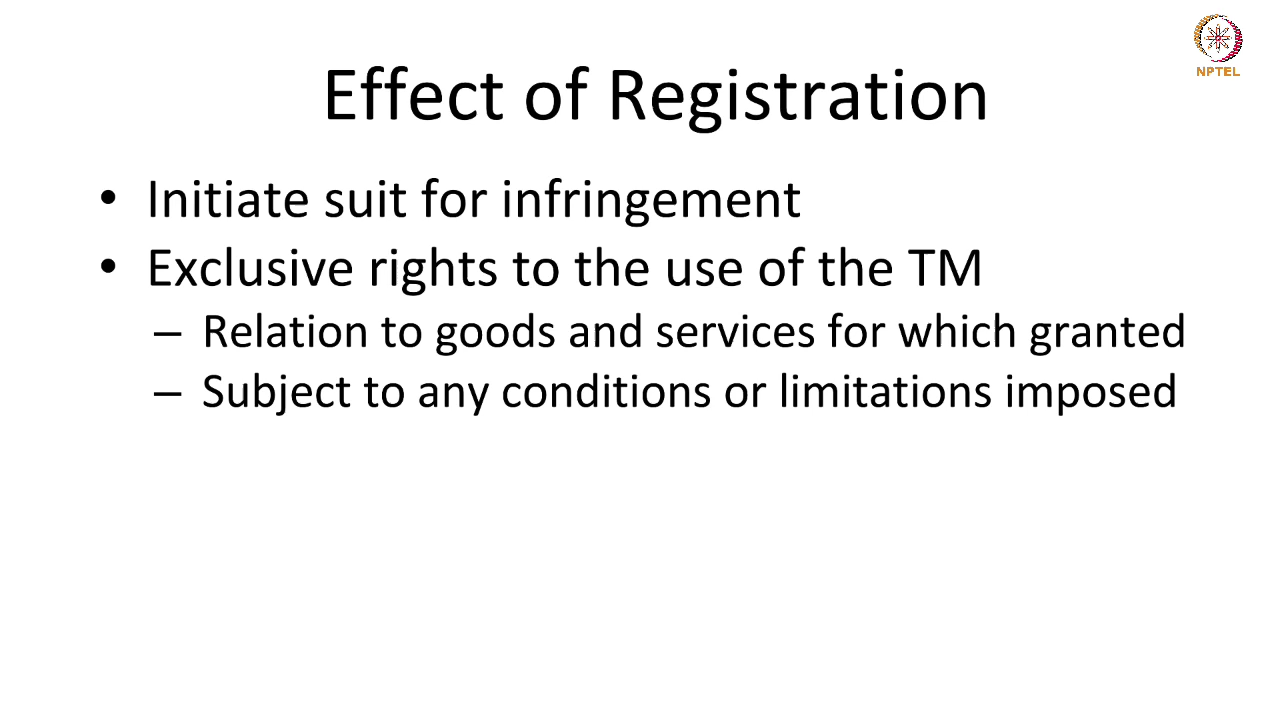 NPTEL
Effect of Registration
• Initiate suit for infringement
• Exclusive rights to the use of the TM
– Relation to goods and services for which granted
– Subject to any conditions or limitations imposed